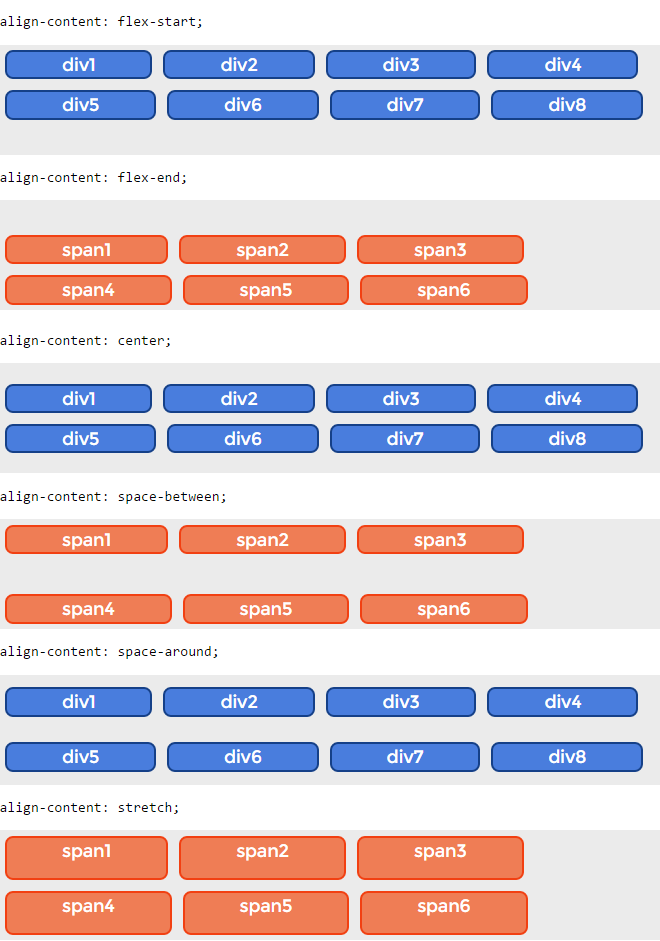 align-content: flex-start;
div1 div2 div3 div4
div5 div6 div7 div8
align-content: flex-end;
span1 span2 span3
span4 span5 span6
align-content: center;
div1 div2 div3 div4
div5 div6 div7 div8
align-content: space-between;
span1 span2 span3
span4 span5 span6
align-content: space-around;
div1 div2 div3 div4
div5 div6 div7 div8
align-content: stretch;
span1 span2 span3
span4 span5 span6